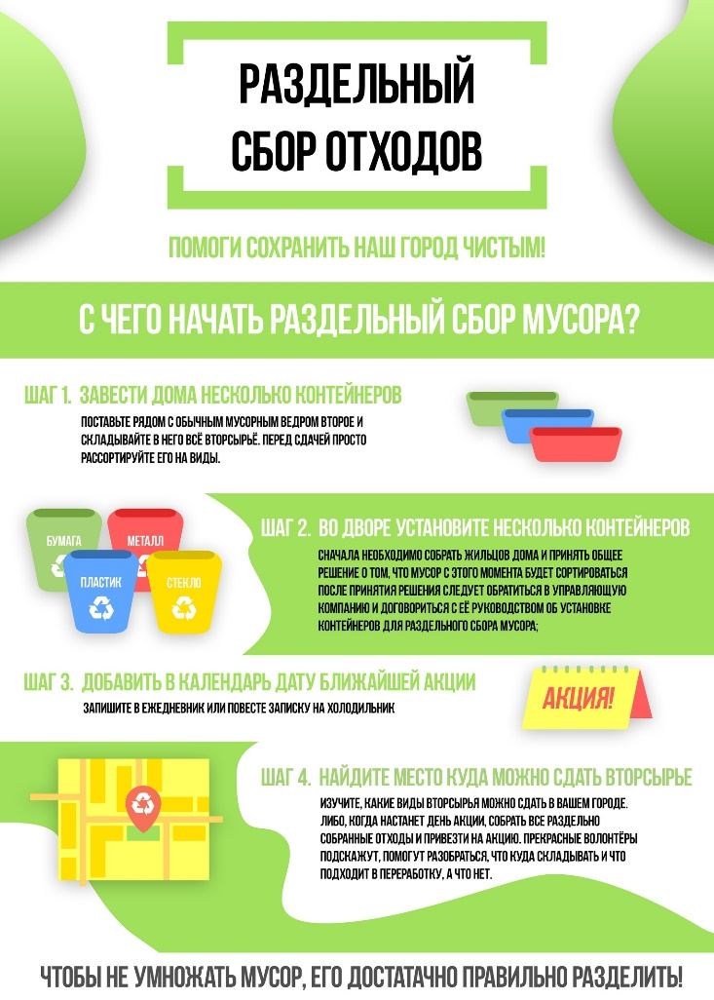 РАЗДЕЛЬНЫЙ
СБОР ОТХОДОВ
ПОМОГИ СОХРАНИТЬ НАШ ГОРОД ЧИСТЫМ!
С ЧЕГО НАЧАТЬ РАЗДЕЛЬНЫЙ СБОР МУСОРА?
ШАГ 1. ЗАВЕСТИ ДОМА НЕСКОЛЬКО КОНТЕЙНЕРОВ
ПОСТАВЬТЕ РЯДОМ С ОБЫЧНЫМ МУСОРНЫМ ВЕДРОМ ВТОРОЕ И
СКЛАДЫВАЙТЕ В НЕГО ВСЁ ВТОРСЫРЬЁ. ПЕРЕД СДАЧЕЙ ПРОСТО
РАССОРТИРУЙТЕ ЕГО НА ВИДЫ.
БУМАГА
МЕТАЛЛ
ПЛАСТИК
СТЕКЛО
ШАГ 2. ВО ДВОРЕ УСТАНОВИТЕ НЕСКОЛЬКО КОНТЕЙНЕРОВ
СНАЧАЛА НЕОБХОДИМО СОБРАТЬ ЖИЛЬЦОВ ДОМА И ПРИНЯТЬ ОБЩЕЕ
РЕШЕНИЕ О ТОМ, ЧТО МУСОР С ЭТОГО МОМЕНТА БУДЕТ СОРТИРОВАТЬСЯ
ПОСЛЕ ПРИНЯТИЯ РЕШЕНИЯ СЛЕДУЕТ ОБРАТИТЬСЯ В УПРАВЛЯЮЩУЮ
КОМПАНИЮ И ДОГОВОРИТЬСЯ С ЕЁ РУКОВОДСТВОМ ОБ УСТАНОВКЕ
КОНТЕЙНЕРОВ ДЛЯ РАЗДЕЛЬНОГО СБОРА МУСОРА;
ШАГ 3. ДОБАВИТЬ В КАЛЕНДАРЬ ДАТУ БЛИЖАЙШЕЙ АКЦИИ
ЗАПИШИТЕ В ЕЖЕДНЕВНИК ИЛИ ПОВЕСТЕ ЗАПИСКУ НА ХОЛОДИЛЬНИК
АКЦИЯ!
ШАГ 4. НАЙДИТЕ МЕСТО КУДА МОЖНО СДАТЬ ВТОРСЫРЬЕ
ИЗУЧИТЕ, КАКИЕ ВИДЫ ВТОРСЫРЬЯ МОЖНО СДАТЬ В ВАШЕМ ГОРОДЕ.
ЛИБО, КОГДА НАСТАНЕТ ДЕНЬ АКЦИИ, СОБРАТЬ ВСЕ РАЗДЕЛЬНО
СОБРАННЫЕ ОТХОДЫ И ПРИВЕЗТИ НА АКЦИЮ. ПРЕКРАСНЫЕ ВОЛОНТЁРЫ
ПОДСКАЖУТ, ПОМОГУТ РАЗОБРАТЬСЯ, ЧТО КУДА СКЛАДЫВАТЬ И ЧТО
ПОДХОДИТ В ПЕРЕРАБОТКУ, А ЧТО НЕТ.
ЧТОБЫ НЕ УМНОЖАТЬ МУСОР, ЕГО ДОСТАТАЧНО ПРАВИЛЬНО РАЗДЕЛИТЬ!